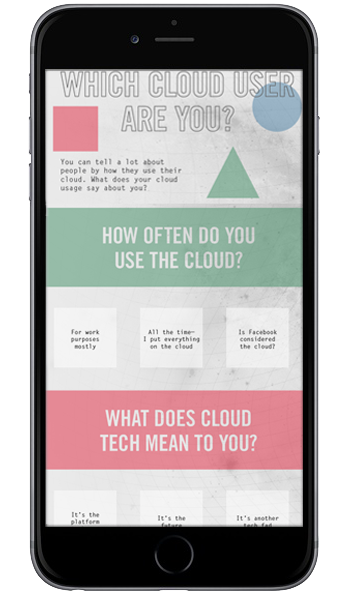 WHICH CLOUD USER
ARE YOU?
You can tell a lot about
people by how they use their
cloud. What does your cloud
usage say about you?
HOW OFTEN DO YOU
USE THE CLOUD?
For work
purposes
mostly
All the time—
I put everything
on the cloud
Is Facebook
considered
the cloud?
WHAT DOES CLOUD
TECH MEAN TO YOU?
It's the
platform
It's the
future
It's another
tech fad